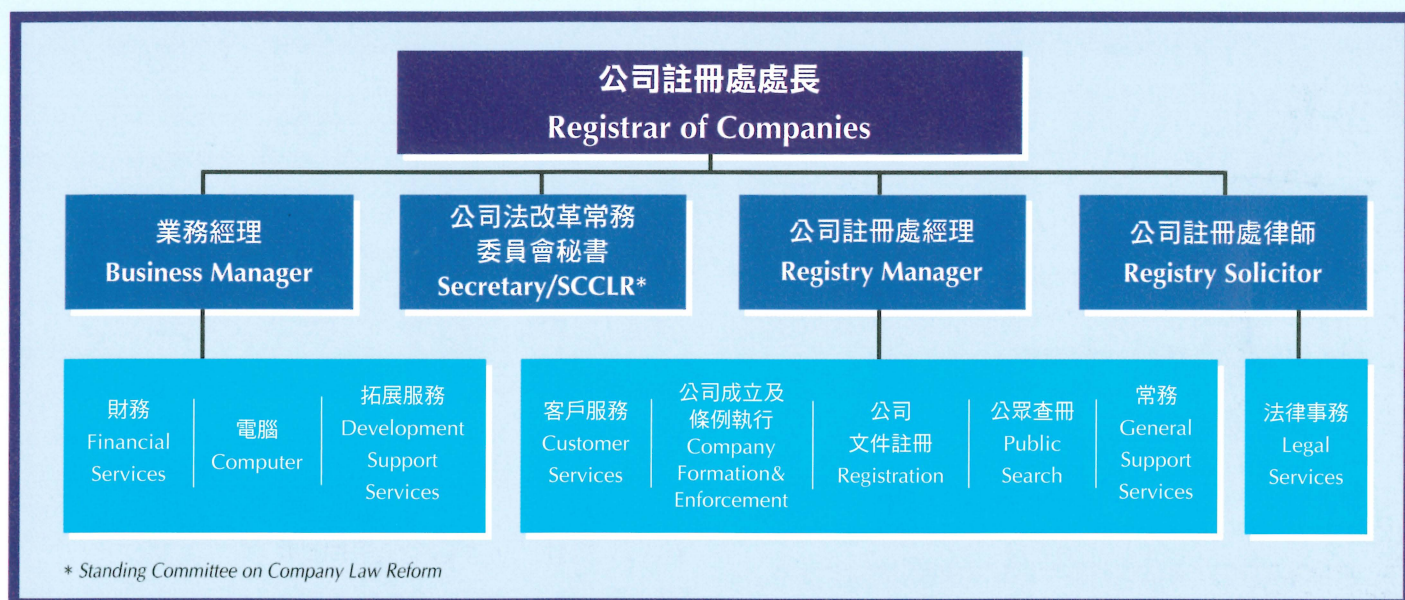 公司註冊處處長
Registrar of Companies
業務經理
Business Manager
公司法改革常務
委員會秘書
Secretary/SCCLR*
公司註冊處經理
Registry Manager
公司註冊處律師
Registry Solicitor
財務
Financial
Services
電腦
Computer
拓展服務
Development
Support
Services
客戶服務
Customer
Services
公司成立及
條例執行
Company
Formation&
Enforcement
公司
文件註冊
Registration
公眾查冊
Public
Search
常務
General
Support
Services
法律事務
Legal
Services
* Standing Committee on Company Law Reform